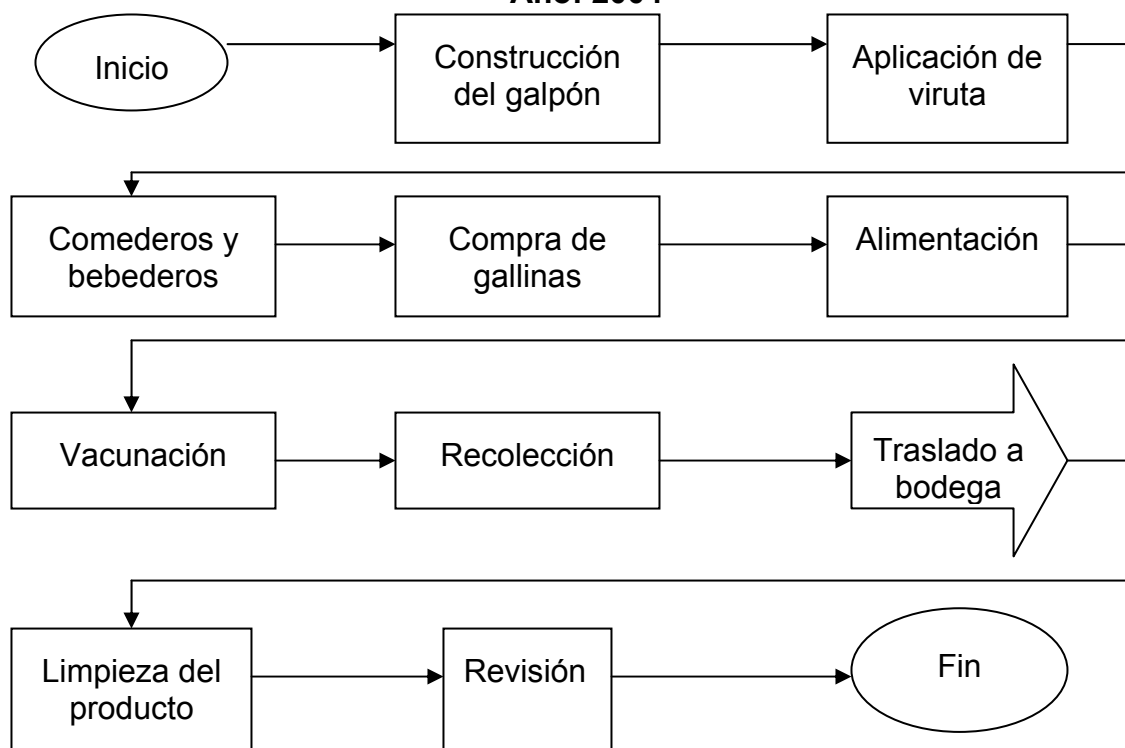 Inicio
Construcción
del galpón
Aplicación de
viruta
Comederos y
bebederos
Compra de
gallinas
Alimentación
Vacunación
Recolección
Traslado a
bodega
Limpieza del
producto
Revisión
Fin